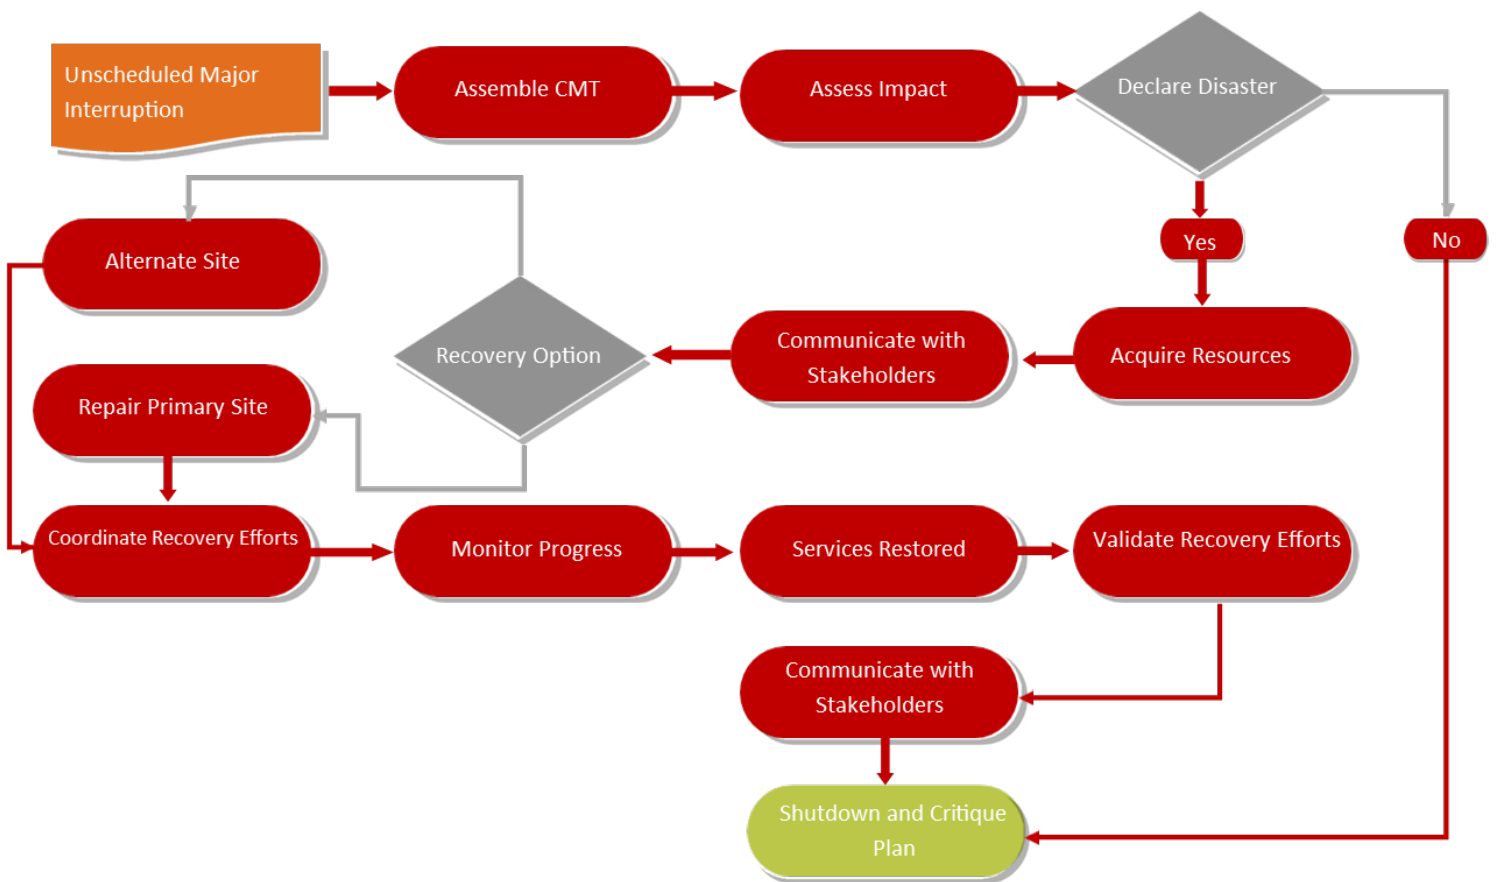 Unscheduled Major
Interruption
Assemble CMT
Assess Impact
Declare Disaster
Yes
No
Alternate Site
Recovery Option
Communicate with
Stakeholders
Acquire Resources
Repair Primary Site
Coordinate Recovery Efforts
Monitor Progress
Services Restored
Validate Recovery Efforts
Communicate with
Stakeholders
Shutdown and Critique
Plan